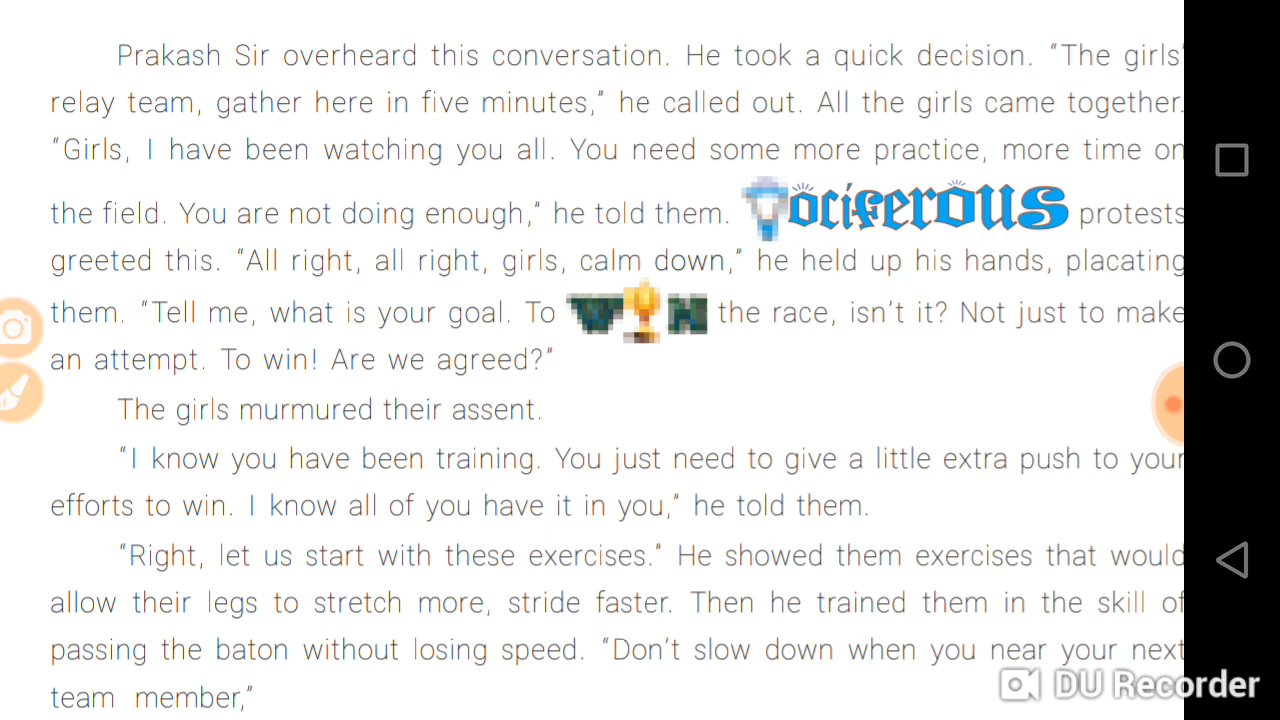 Prakash Sir overheard this conversation. He took a quick decision. “The girls’
relay team, gather here in five minutes,” he called out. All the girls came together.
“Girls, I have been watching you all. You need some more practice, more time on
the field. You are not doing enough,” he told them. Vociferous protests
greeted this. “All right, all right, girls, calm down,” he held up his hands, placating
them. “Tell me, what is your goal. To WIN the race, isn’t it? Not just to make
an attempt. To win! Are we agreed?”
The girls murmured their assent.
“I know you have been training. You just need to give a little extra push to your
efforts to win. I know all of you have it in you,” he told them.
“Right, let us start with these exercises.” He showed them exercises that would
allow their legs to stretch more, stride faster. Then he trained them in the skill of
passing the baton without losing speed. “Don’t slow down when you near your next
team member,”
DU Recorder